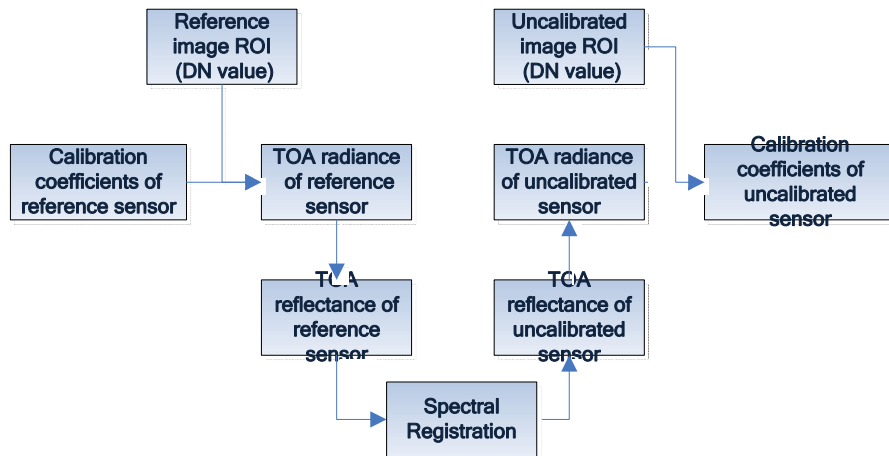 Reference
image ROI
(DN value)
Uncalibrated
image ROI
(DN value)
Calibration
coefficients of
reference sensor
TOA radiance
of reference
sensor
TOA radiance
of uncalibrated
sensor
Calibration
coefficients of
uncalibrated
sensor
TOA
reflectance of
reference
sensor
TOA
reflectance of
uncalibrated
sensor
Spectral
Registration